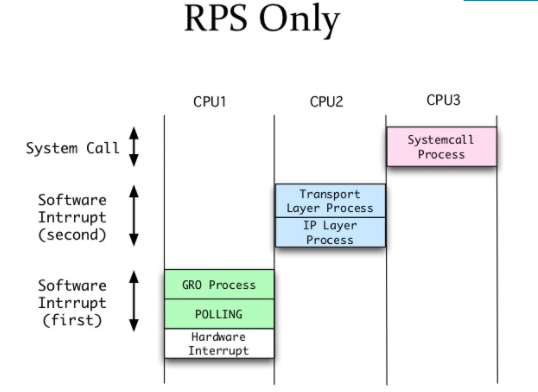 RPS Only
CPU1
CPU2
CPU3
System Call
Systemcall
Process
Software
Intrrupt
(second)
Transport
Layer Process
IP Layer
Process
Software
Intrrupt
(first)
GRO Process
POLLING
Hardware
Interrupt